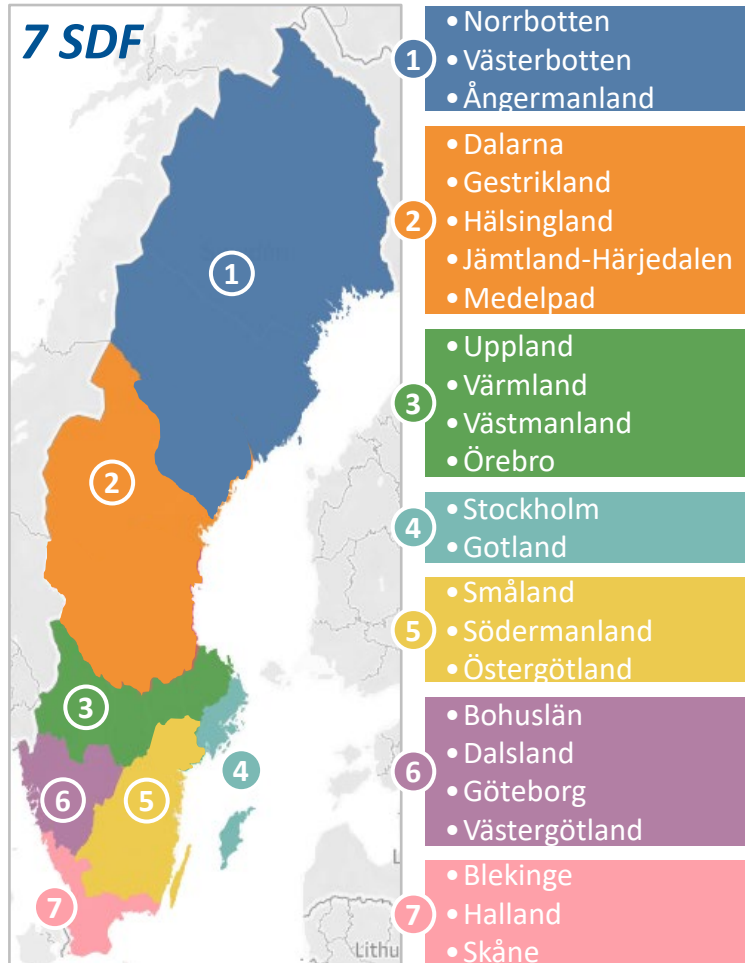 7 SDF
1
• Norrbotten
• Västerbotten
• Ångermanland
2
• Dalarna
• Gestrikland
• Hälsingland
• Jämtland-Härjedalen
• Medelpad
3
• Uppland
• Värmland
• Västmanland
• Örebro
4
• Stockholm
• Gotland
5
• Småland
• Södermanland
• Östergötland
6
• Bohuslän
• Dalsland
• Göteborg
• Västergötland
7
• Blekinge
• Halland
• Skåne
1
2
3
4
5
6
7
L
Lithu